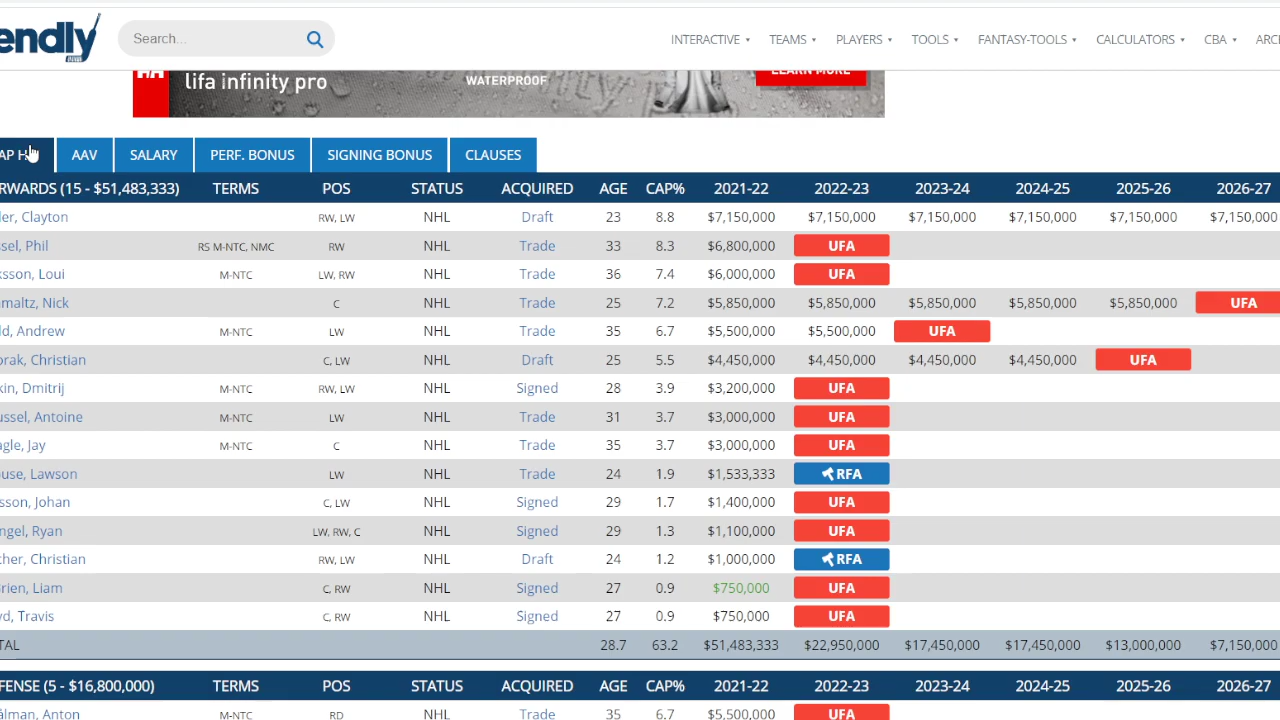 endly
Search...
INTERACTIVE TEAMS PLAYERS TOOLS FANTASY-TOOLS CALCULATORS CBA ARC
lifa infinity pro
WATERPROOF
LEARN MORE
AP H AAV SALARY PERF. BONUS SIGNING BONUS CLAUSES
RWARDS (15 - $51,483,333) TERMS POS STATUS ACQUIRED AGE CAP% 2021-22 2022-23 2023-24 2024-25 2025-26 2026-27
ler, Clayton RW, LW NHL Draft 23 8.8 $7,150,000 $7,150,000 $7,150,000 $7,150,000 $7,150,000 $7,150,000
ssel, Phil RS M-NTC, NMC RW NHL Trade 33 8.3 $6,800,000 UFA
ksson, Loui M-NTC LW, RW NHL Trade 36 7.4 $6,000,000 UFA
maltz, Nick C NHL Trade 25 7.2 $5,850,000 $5,850,000 $5,850,000 $5,850,000 $5,850,000 UFA
ld, Andrew M-NTC LW NHL Trade 35 6.7 $5,500,000 $5,500,000 UFA
orak, Christian C, LW NHL Draft 25 5.5 $4,450,000 $4,450,000 $4,450,000 $4,450,000 UFA
kin, Dmitrij M-NTC RW, LW NHL Signed 28 3.9 $3,200,000 UFA
ussel, Antoine M-NTC LW NHL Trade 31 3.7 $3,000,000 UFA
agle, Jay M-NTC C NHL Trade 35 3.7 $3,000,000 UFA
ouse, Lawson LW NHL Trade 24 1.9 $1,533,333 RFA
sson, Johan C, LW NHL Signed 29 1.7 $1,400,000 UFA
ngel, Ryan LW, RW, C NHL Signed 29 1.3 $1,100,000 UFA
cher, Christian RW, LW NHL Draft 24 1.2 $1,000,000 RFA
rien, Liam C, RW NHL Signed 27 0.9 $750,000 UFA
yd, Travis C, RW NHL Signed 27 0.9 $750,000 UFA
TAL 28.7 63.2 $51,483,333 $22,950,000 $17,450,000 $17,450,000 $13,000,000 $7,150,000
FENSE (5 - $16,800,000) TERMS POS STATUS ACQUIRED AGE CAP% 2021-22 2022-23 2023-24 2024-25 2025-26 2026-27
ålman, Anton M-NTC RD NHL Trade 35 6.7 $5,500,000 UFA